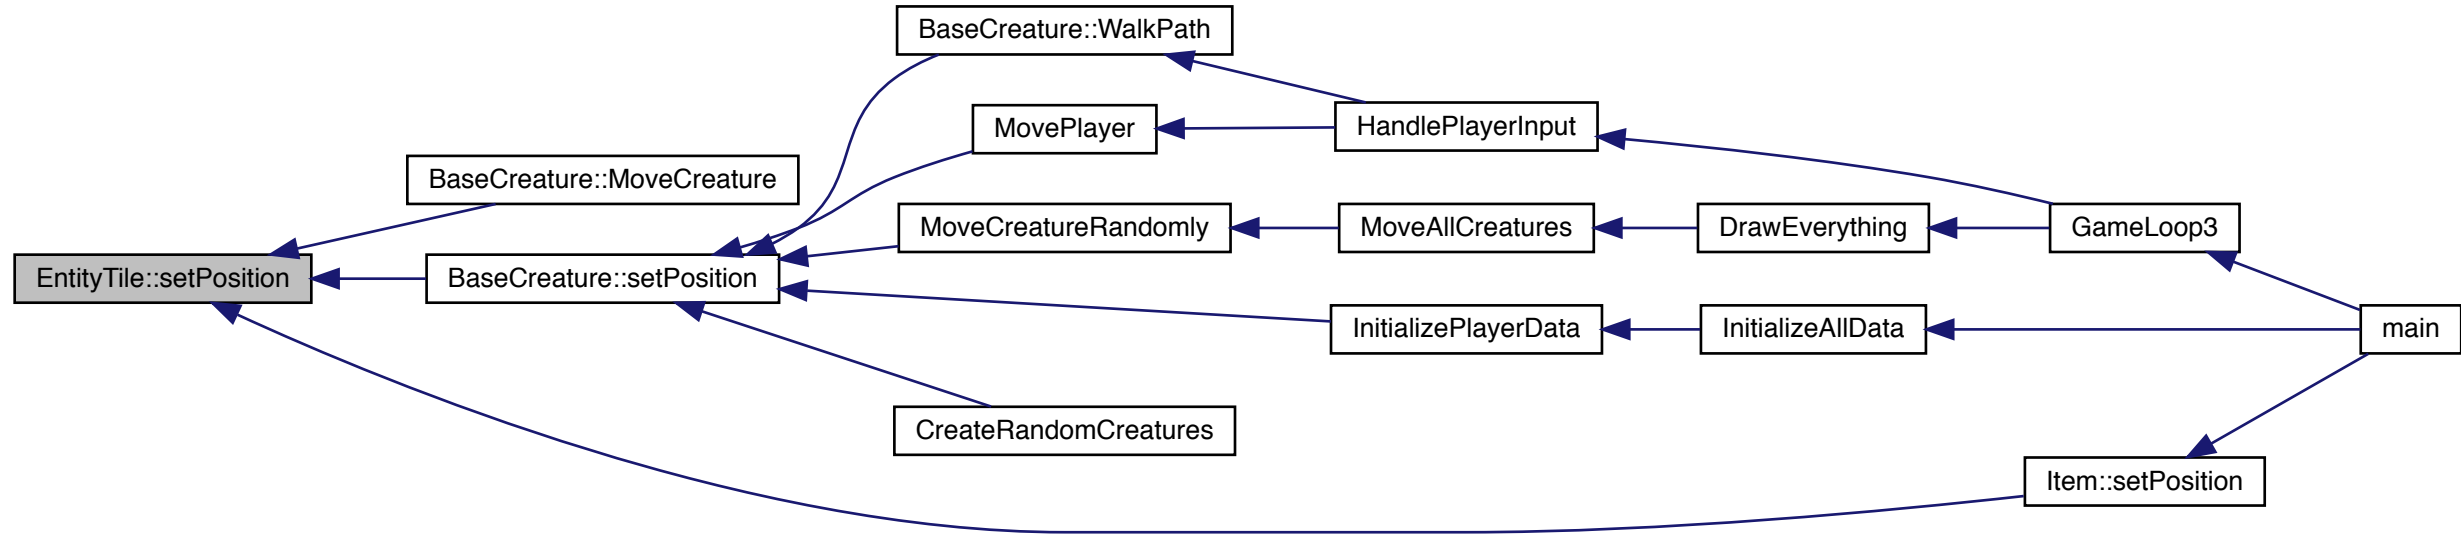 BaseCreature::WalkPath
MovePlayer
HandlePlayerInput
BaseCreature::MoveCreature
MoveCreatureRandomly
MoveAllCreatures
DrawEverything
GameLoop3
EntityTile::setPosition
BaseCreature::setPosition
InitializePlayerData
InitializeAllData
main
CreateRandomCreatures
Item::setPosition